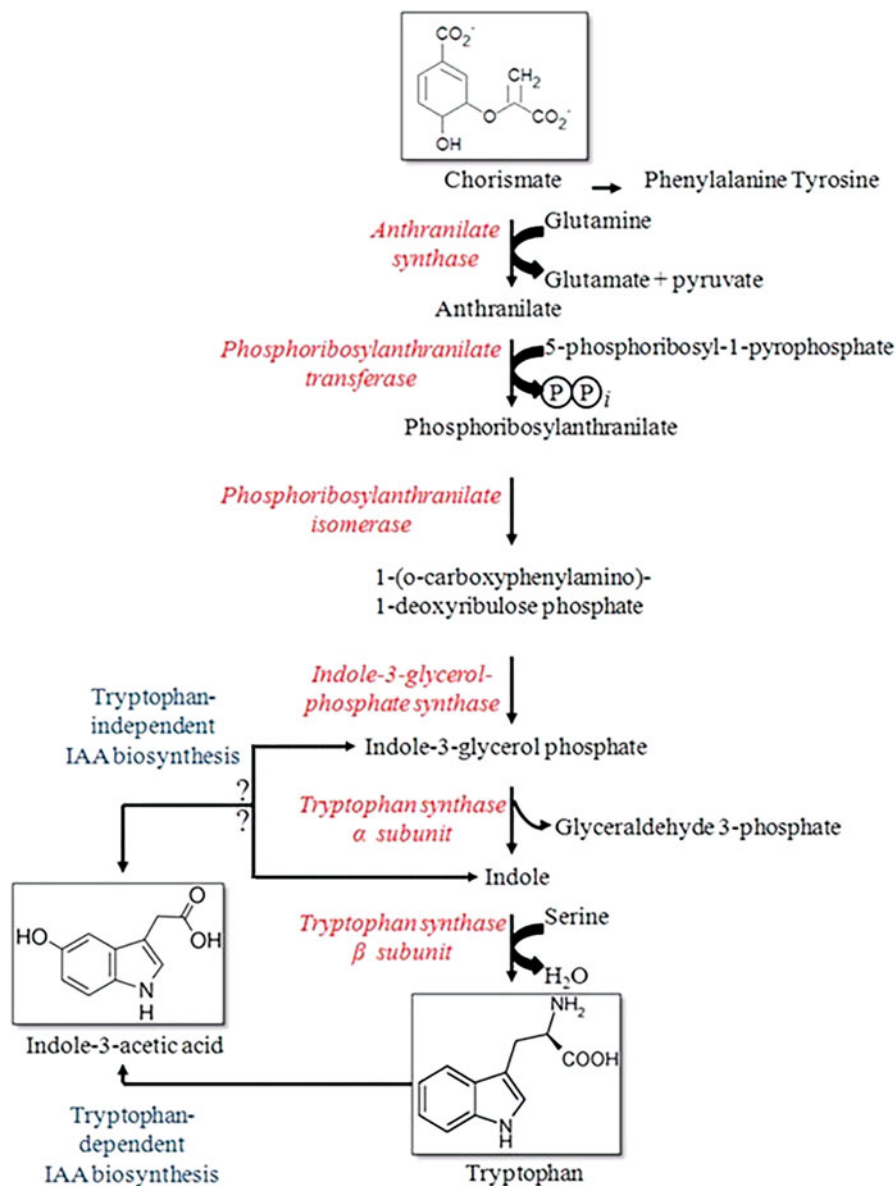 CO2-
CH2
O
CO2-
OH
Chorismate
Phenylalanine Tyrosine
Anthranilate
synthase
Glutamine
Glutamate + pyruvate
Anthranilate
Phosphoribosylanthranilate
transferase
5-phosphoribosyl-1-pyrophosphate
P P i
Phosphoribosylanthranilate
Phosphoribosylanthranilate
isomerase
1-(o-carboxyphenylamino)-
1-deoxyribulose phosphate
Indole-3-glycerol-
phosphate synthase
Tryptophan-
independent
IAA biosynthesis
Indole-3-glycerol phosphate
?
?
Tryptophan synthase
α subunit
Glyceraldehyde 3-phosphate
Indole
HO
O
OH
N
H
Indole-3-acetic acid
Tryptophan synthase
β subunit
Serine
H2O
NH2
COOH
N
H
Tryptophan
Tryptophan-
dependent
IAA biosynthesis